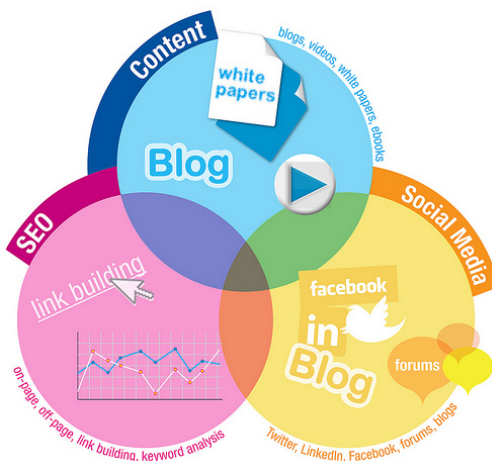 Content
blogs, videos, white papers, ebooks
white
papers
Blog
SEO
Social Media
link building
facebook
in
Blog
forums
on-page, off-page, link building, keyword analysis
Twitter, LinkedIn, Facebook, forums, blogs